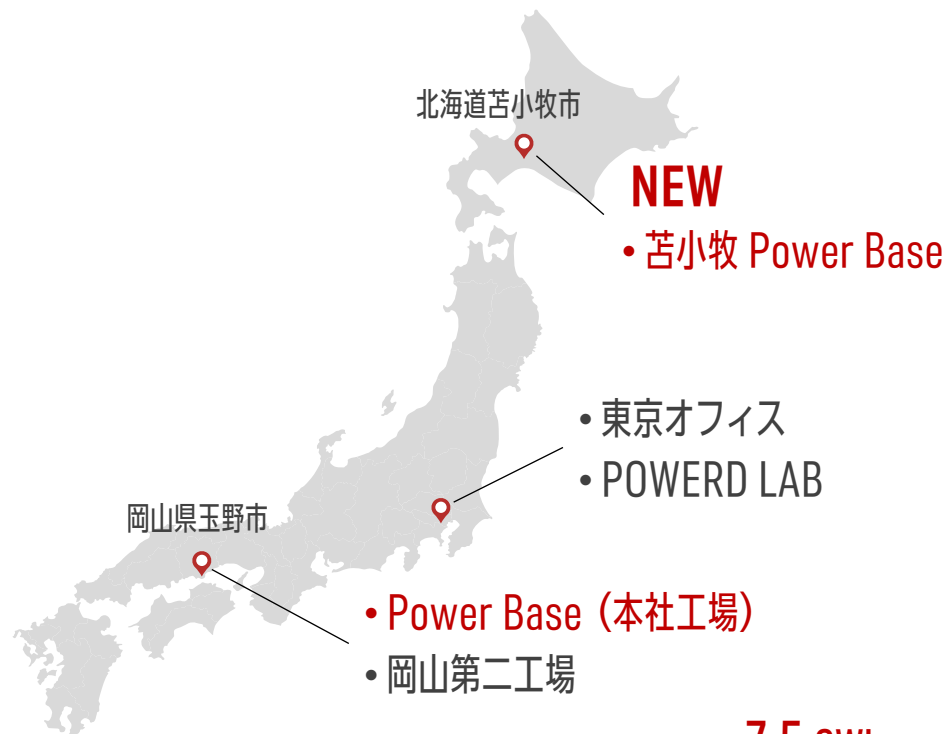 北海道苫小牧市
NEW
• 苫小牧 Power Base
• 東京オフィス
• POWERD LAB
岡山県玉野市
• Power Base（本社工場）
• 岡山第二工場